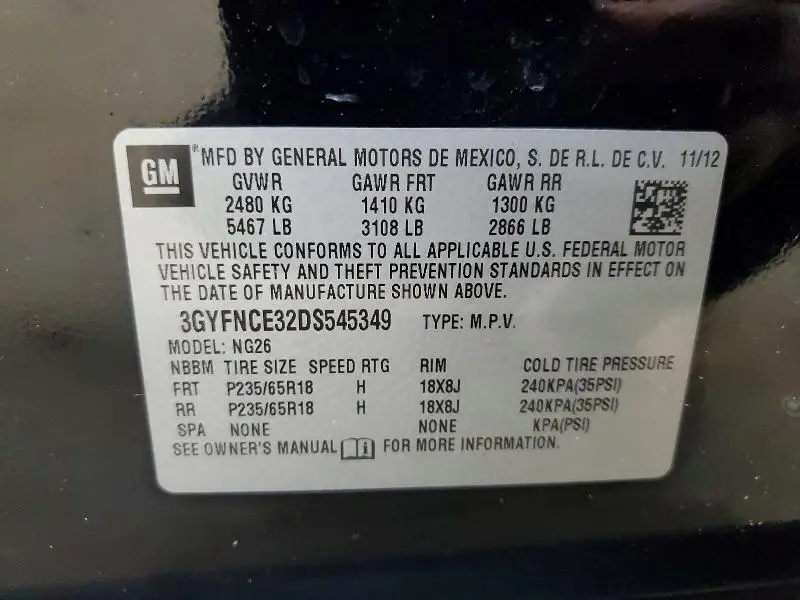 GM ®MFD BY GENERAL MOTORS DE MEXICO, S. DE R.L. DE C.V. 11/12
GVWR GAWR FRT GAWR RR
2480 KG 1410 KG 1300 KG
5467 LB 3108 LB 2866 LB
THIS VEHICLE CONFORMS TO ALL APPLICABLE U.S. FEDERAL MOTOR
VEHICLE SAFETY AND THEFT PREVENTION STANDARDS IN EFFECT ON
THE DATE OF MANUFACTURE SHOWN ABOVE.
3GYFNCE32DS545349 TYPE: M.P.V.
MODEL: NG26
NBBM TIRE SIZE SPEED RTG RIM COLD TIRE PRESSURE
FRT P235/65R18 H 18X8J 240KPA(35PSI)
RR P235/65R18 H 18X8J 240KPA(35PSI)
SPA NONE NONE KPA(PSI)
SEE OWNER'S MANUAL i FOR MORE INFORMATION.